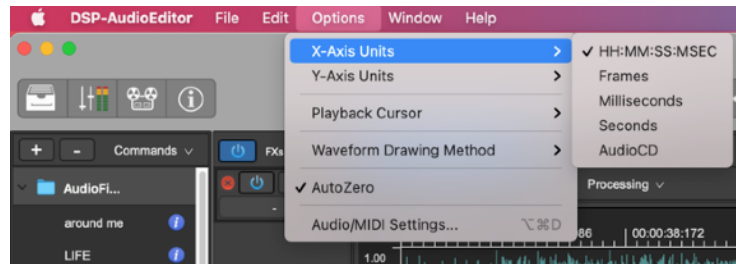 DSP-AudioEditor File Edit Options Window Help
X-Axis Units
Y-Axis Units
Playback Cursor
Waveform Drawing Method
✓ AutoZero
Audio/MIDI Settings... ⌥⌘D
✓ HH:MM:SS:MSEC
Frames
Milliseconds
Seconds
AudioCD
+ - Commands
FXs
AudioFi...
around me
LIFE
-
Processing
86 00:00:38:172
1.00